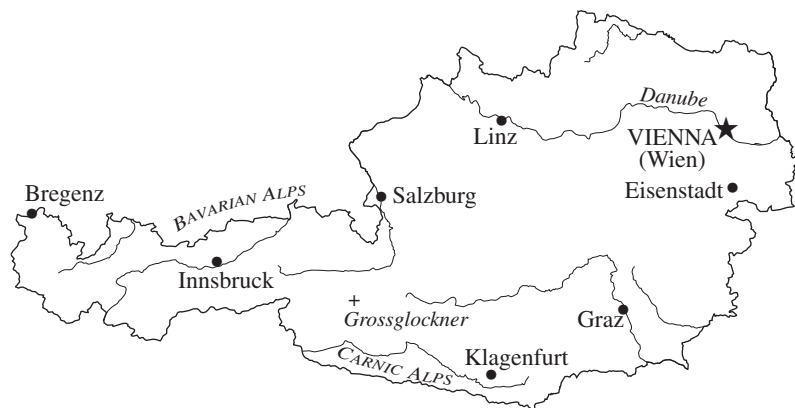 Danube
Linz
VIENNA
(Wien)
Bregenz
BAVARIAN ALPS
Salzburg
Eisenstadt
Innsbruck
Grossglockner
Graz
CARNIC ALPS
Klagenfurt